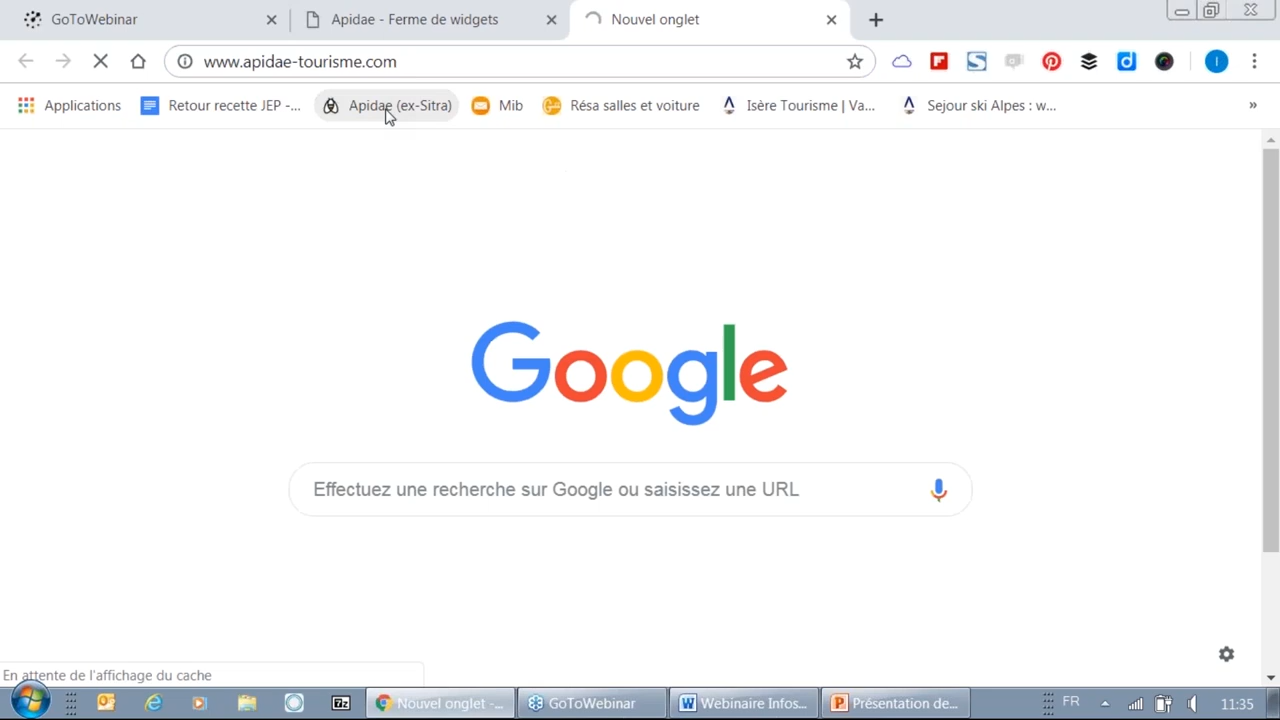 GoToWebinar
Apidae - Ferme de widgets
Nouvel onglet
www.apidae-tourisme.com
Applications
Retour recette JEP -...
Apidae (ex-Sitra)
Mib
Résa salles et voiture
Isère Tourisme | Va...
Sejour ski Alpes : w...
»
Google
Effectuez une recherche sur Google ou saisissez une URL
En attente de l'affichage du cache
Nouvel onglet -...
GoToWebinar
Webinaire Infos...
Présentation de...
FR
11:35